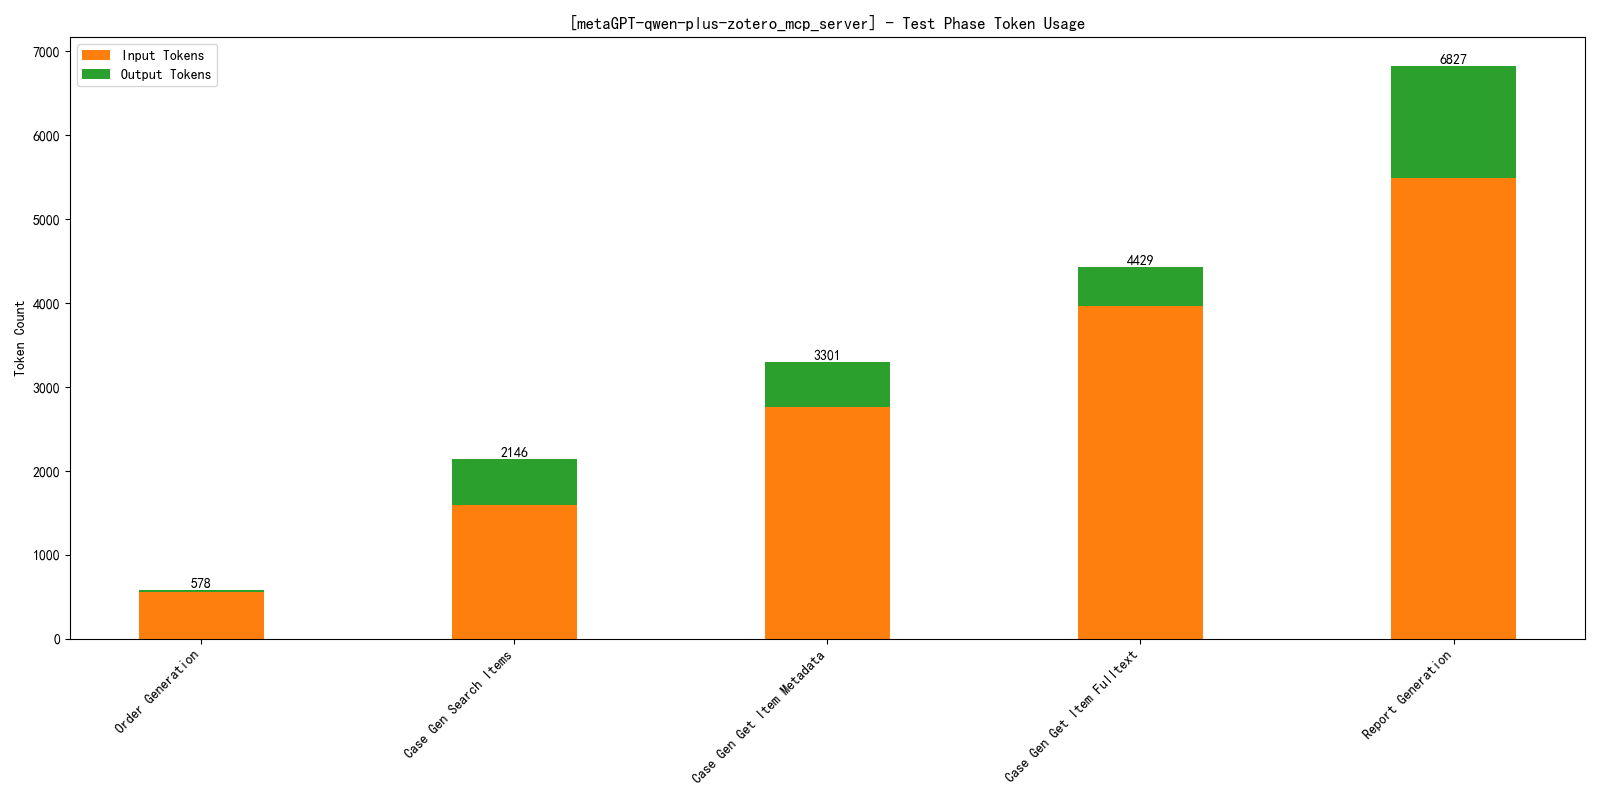 [metaGPT-qwen-plus-zotero_mcp_server] - Test Phase Token Usage
Input Tokens
Output Tokens
Token Count
7000
6000
5000
4000
3000
2000
1000
0
578
2146
3301
4429
6827
Order Generation
Case Gen Search Items
Case Gen Get Item Metadata
Case Gen Get Item Fulltext
Report Generation